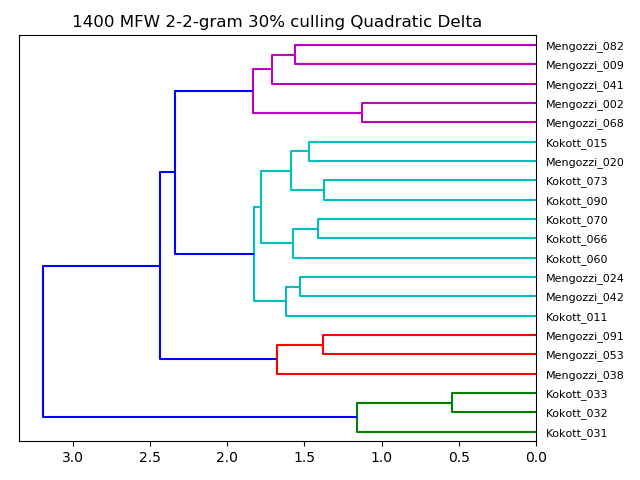 1400 MFW 2-2-gram 30% culling Quadratic Delta
Mengozzi_082
Mengozzi_009
Mengozzi_041
Mengozzi_002
Mengozzi_068
Kokott_015
Mengozzi_020
Kokott_073
Kokott_090
Kokott_070
Kokott_066
Kokott_060
Mengozzi_024
Mengozzi_042
Kokott_011
Mengozzi_091
Mengozzi_053
Mengozzi_038
Kokott_033
Kokott_032
Kokott_031
3.0 2.5 2.0 1.5 1.0 0.5 0.0